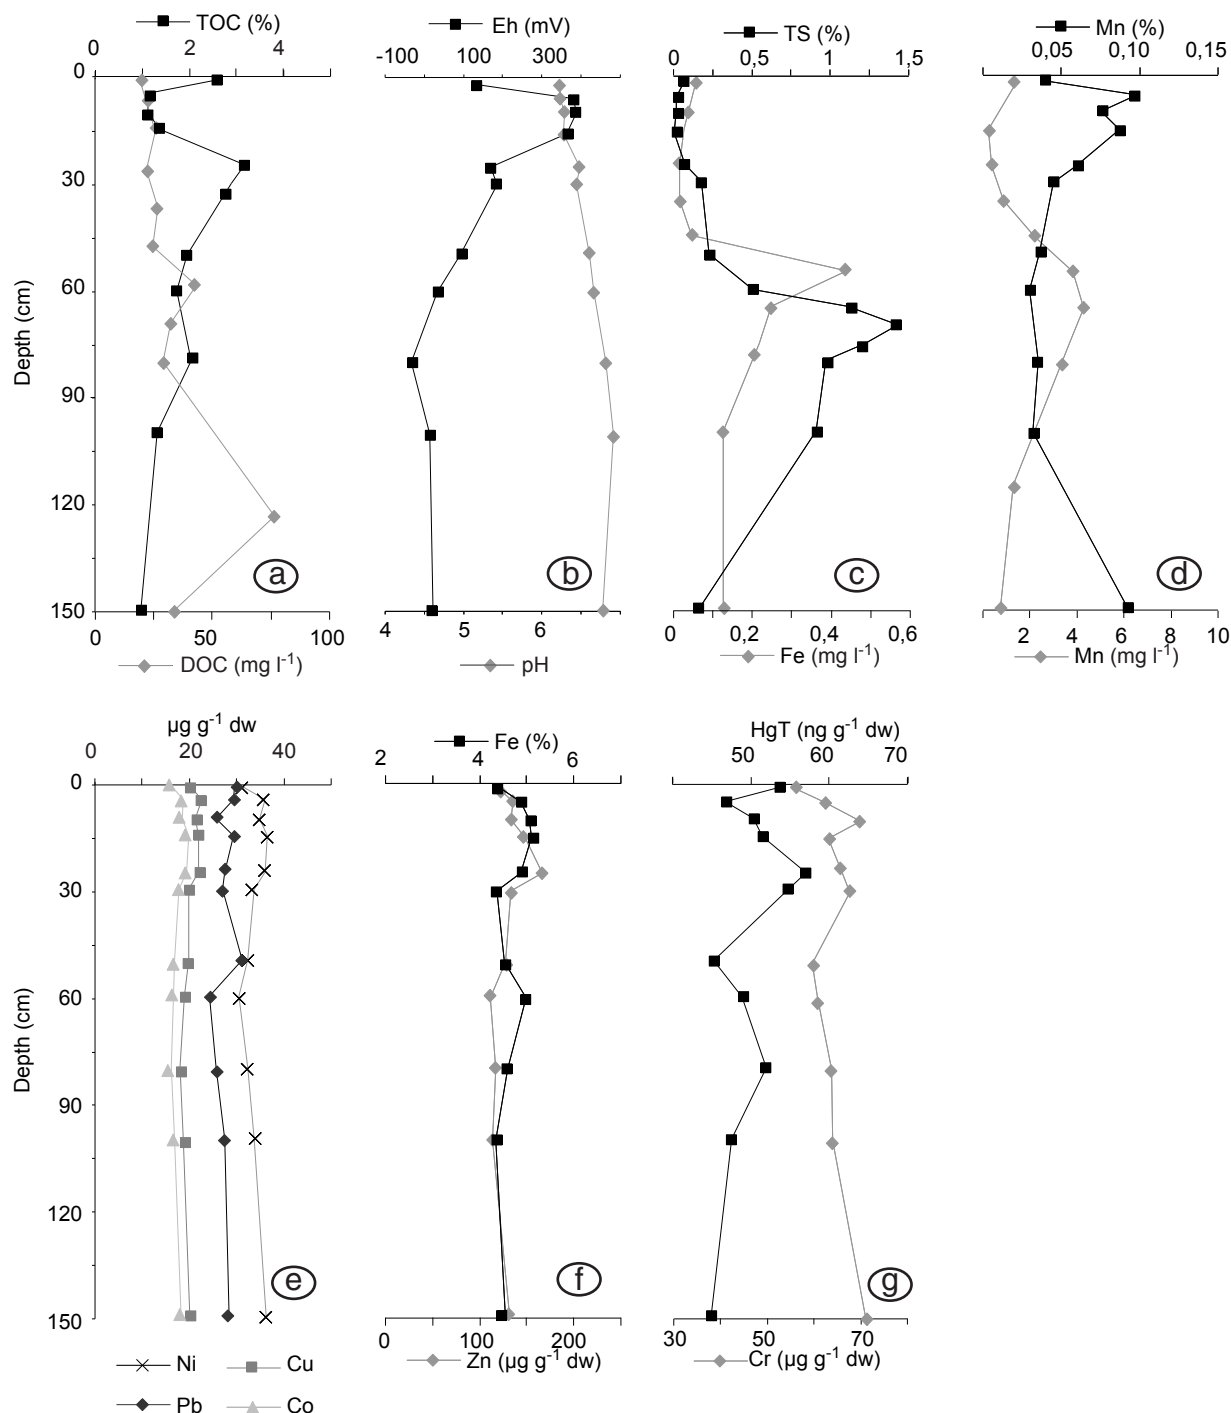 TOC (%)
Eh (mV)
TS (%)
Mn (%)
0 2 4
-100 100 300
0 0,5 1 1,5
0,05 0,10 0,15
0
30
60
90
120
150
Depth (cm)
a
b
c
d
0 50 100
4 5 6
0 0,2 0,4 0,6
2 4 6 8 10
DOC (mg l-1)
pH
Fe (mg l-1)
Mn (mg l-1)
µg g-1 dw
Fe (%)
HgT (ng g-1 dw)
0 20 40
2 4 6
50 60 70
0
30
60
90
120
150
Depth (cm)
e
f
g
0 100 200
30 50 70
Zn (µg g-1 dw)
Cr (µg g-1 dw)
Ni Cu
Pb Co